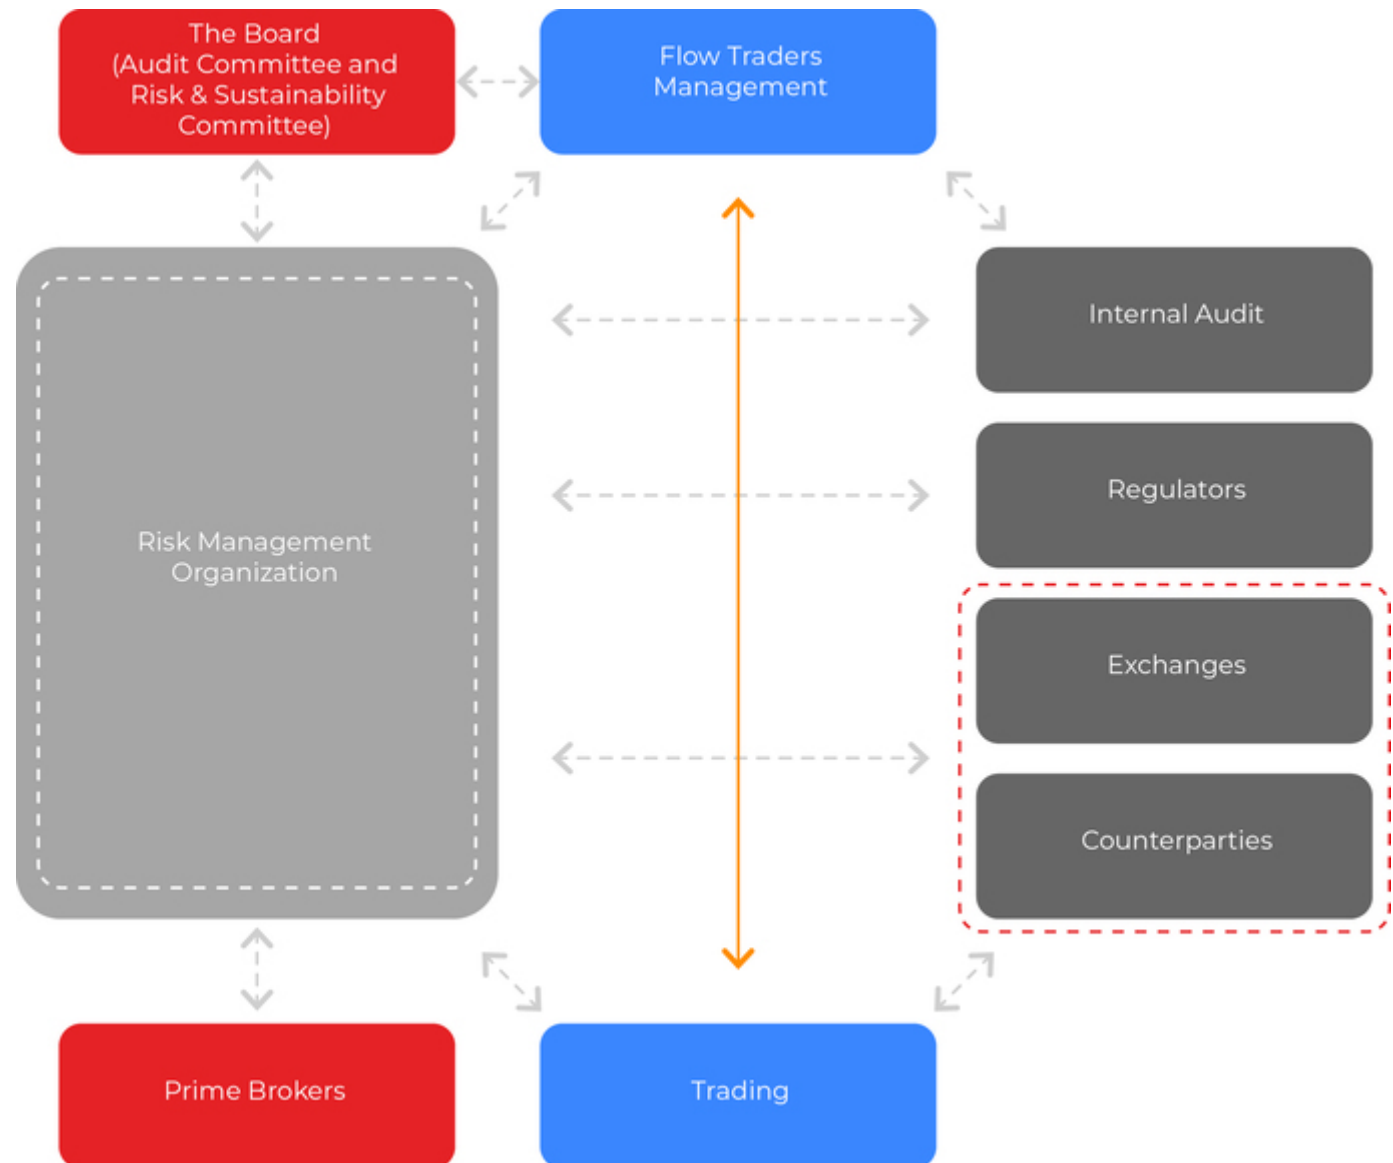 The Board
(Audit Committee and
Risk & Sustainability
Committee)
Flow Traders
Management
Internal Audit
Regulators
Risk Management
Organization
Exchanges
Counterparties
Prime Brokers
Trading